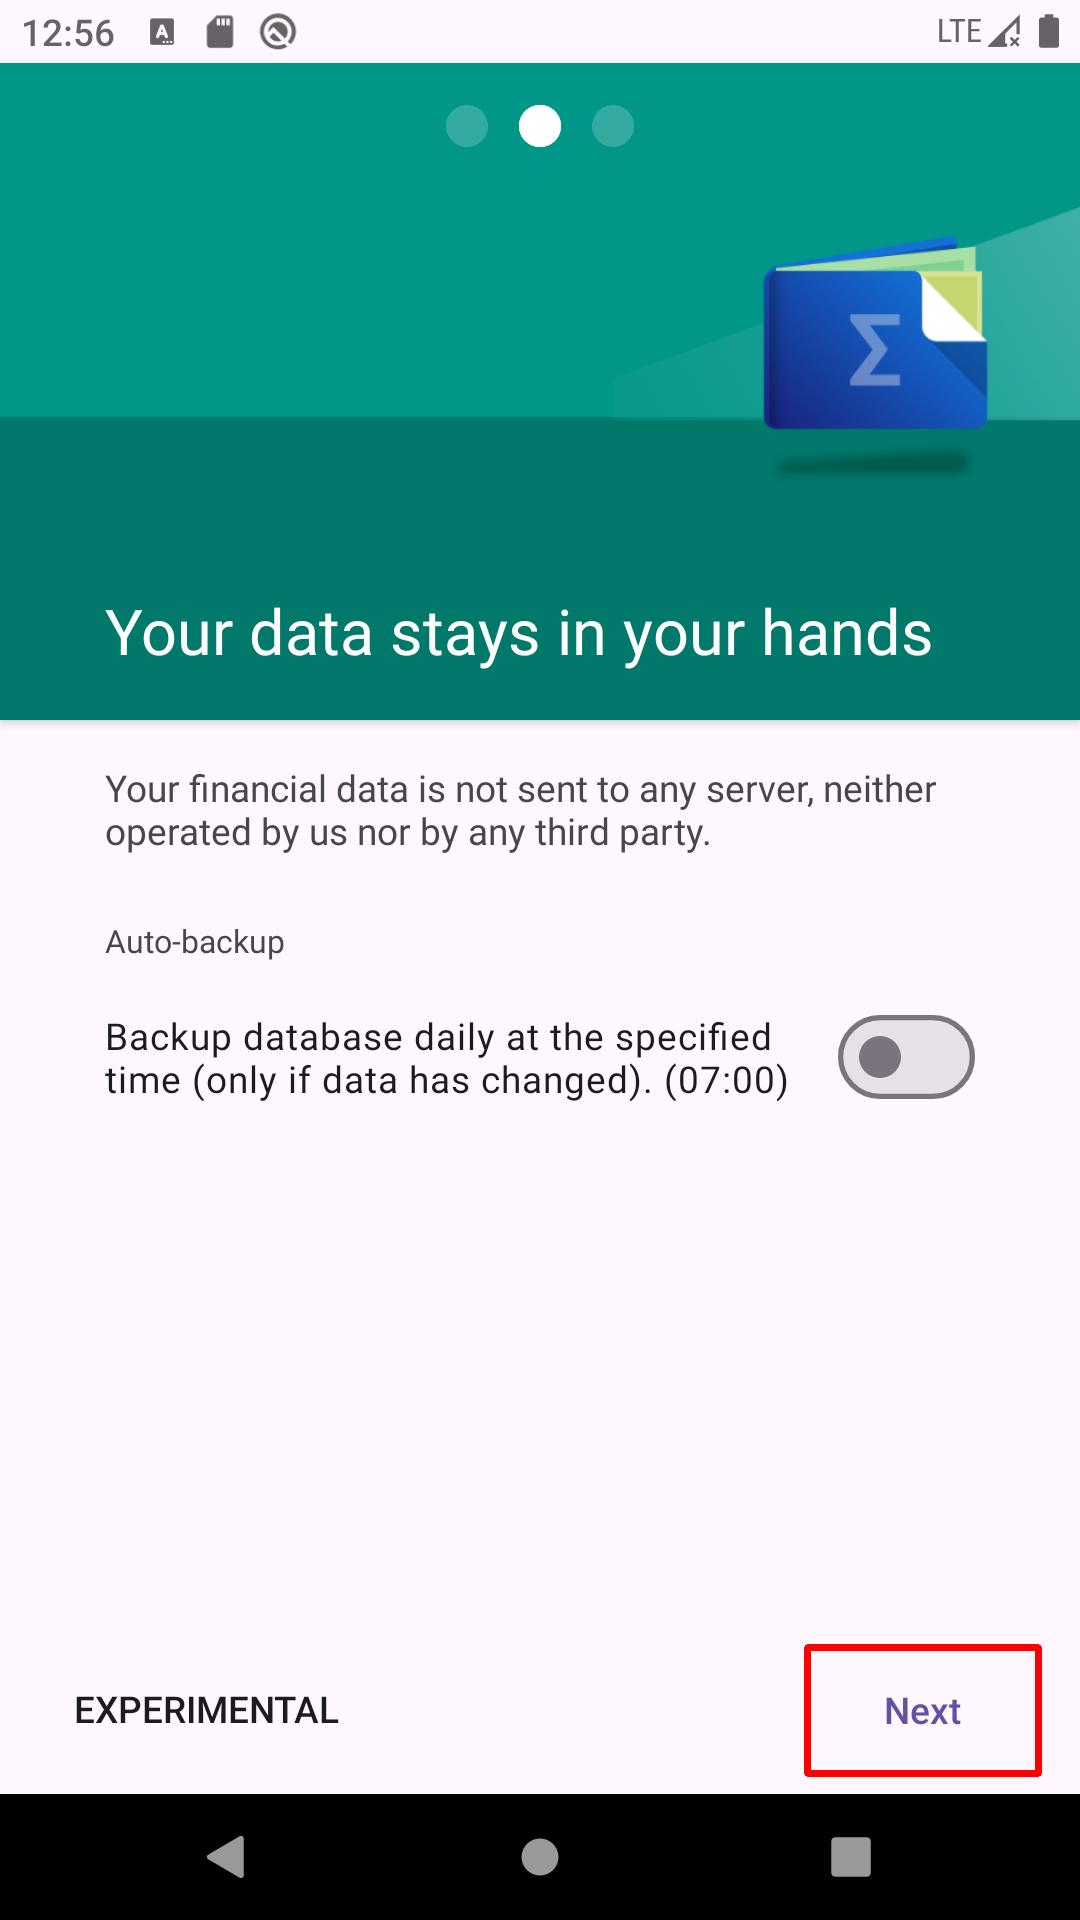 12:56
LTE
Σ
Your data stays in your hands
Your financial data is not sent to any server, neither
operated by us nor by any third party.
Auto-backup
Backup database daily at the specified
time (only if data has changed). (07:00)
EXPERIMENTAL
Next